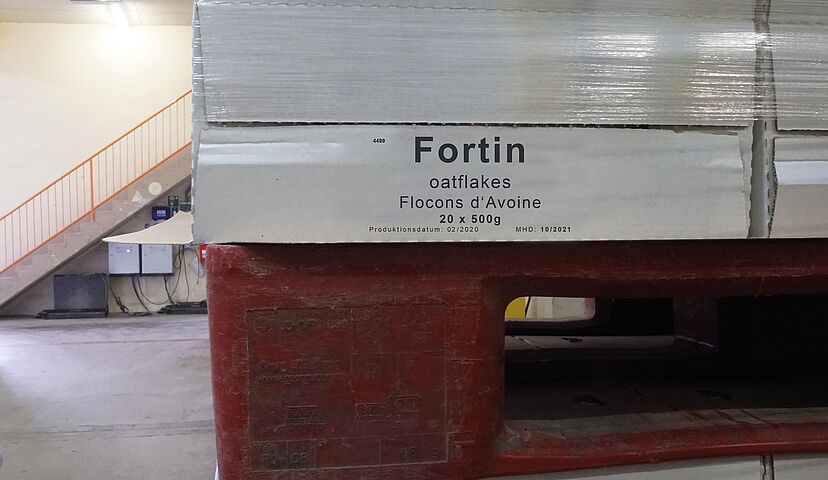 4499
Fortin
oatflakes
Flocons d‘Avoine
20 x 500g
Produktionsdatum: 02/2020 MHD: 10/2021